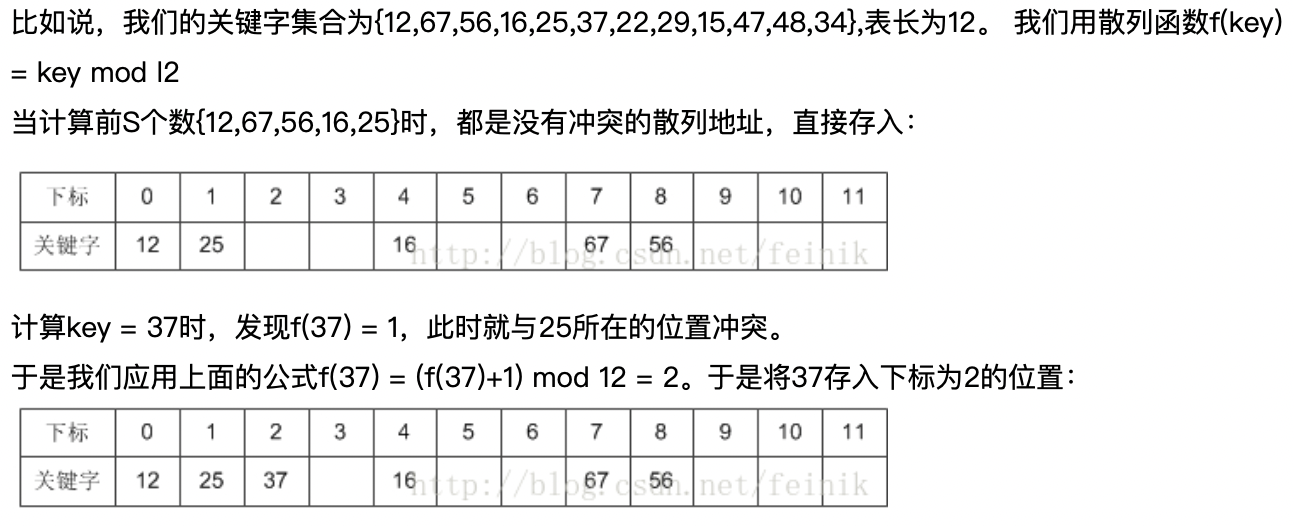 比如说，我们的关键字集合为{12,67,56,16,25,37,22,29,15,47,48,34},表长为12。 我们用散列函数f(key)
= key mod l2
当计算前S个数{12,67,56,16,25}时，都是没有冲突的散列地址，直接存入：
下标 0 1 2 3 4 5 6 7 8 9 10 11
关键字 12 25 16 67 56
http://blog.csdn.net/feinik
计算key = 37时，发现f(37) = 1，此时就与25所在的位置冲突。
于是我们应用上面的公式f(37) = (f(37)+1) mod 12 = 2。于是将37存入下标为2的位置：
下标 0 1 2 3 4 5 6 7 8 9 10 11
关键字 12 25 37 16 67 56
http://blog.csdn.net/feinik